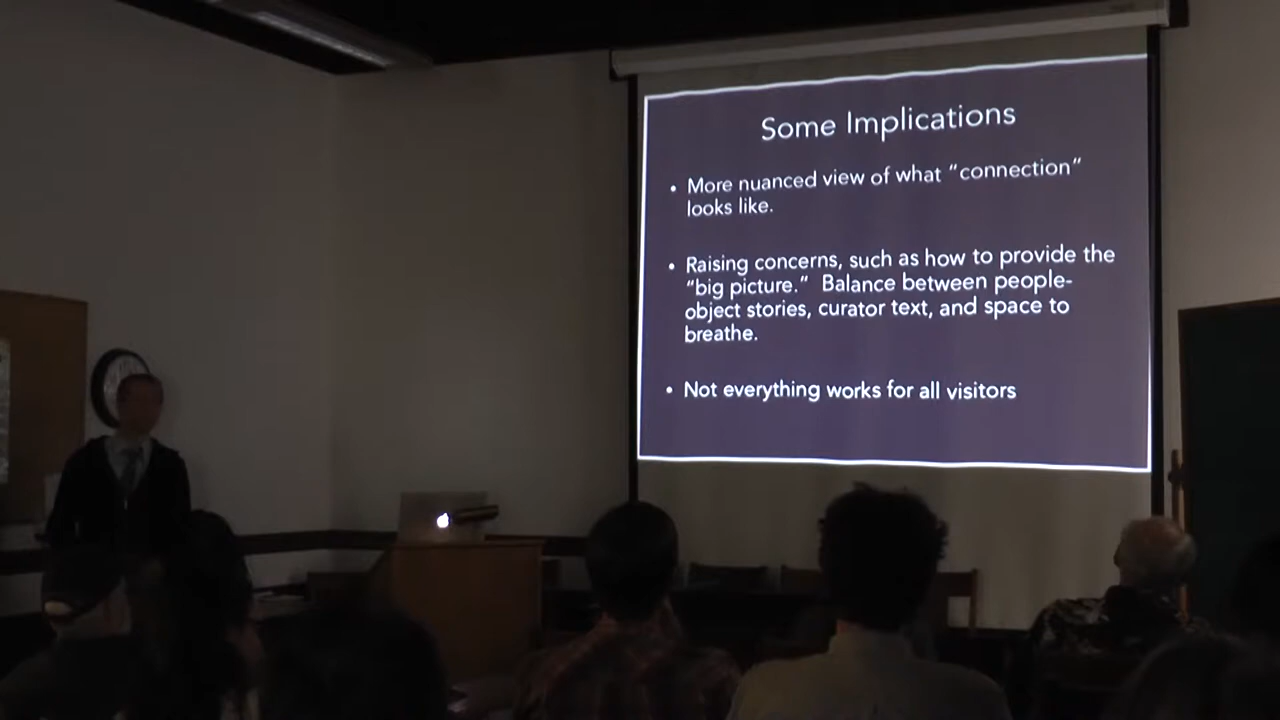 Some Implications
• More nuanced view of what “connection”
looks like.
• Raising concerns, such as how to provide the
“big picture.”  Balance between people-
object stories, curator text, and space to
breathe.
• Not everything works for all visitors